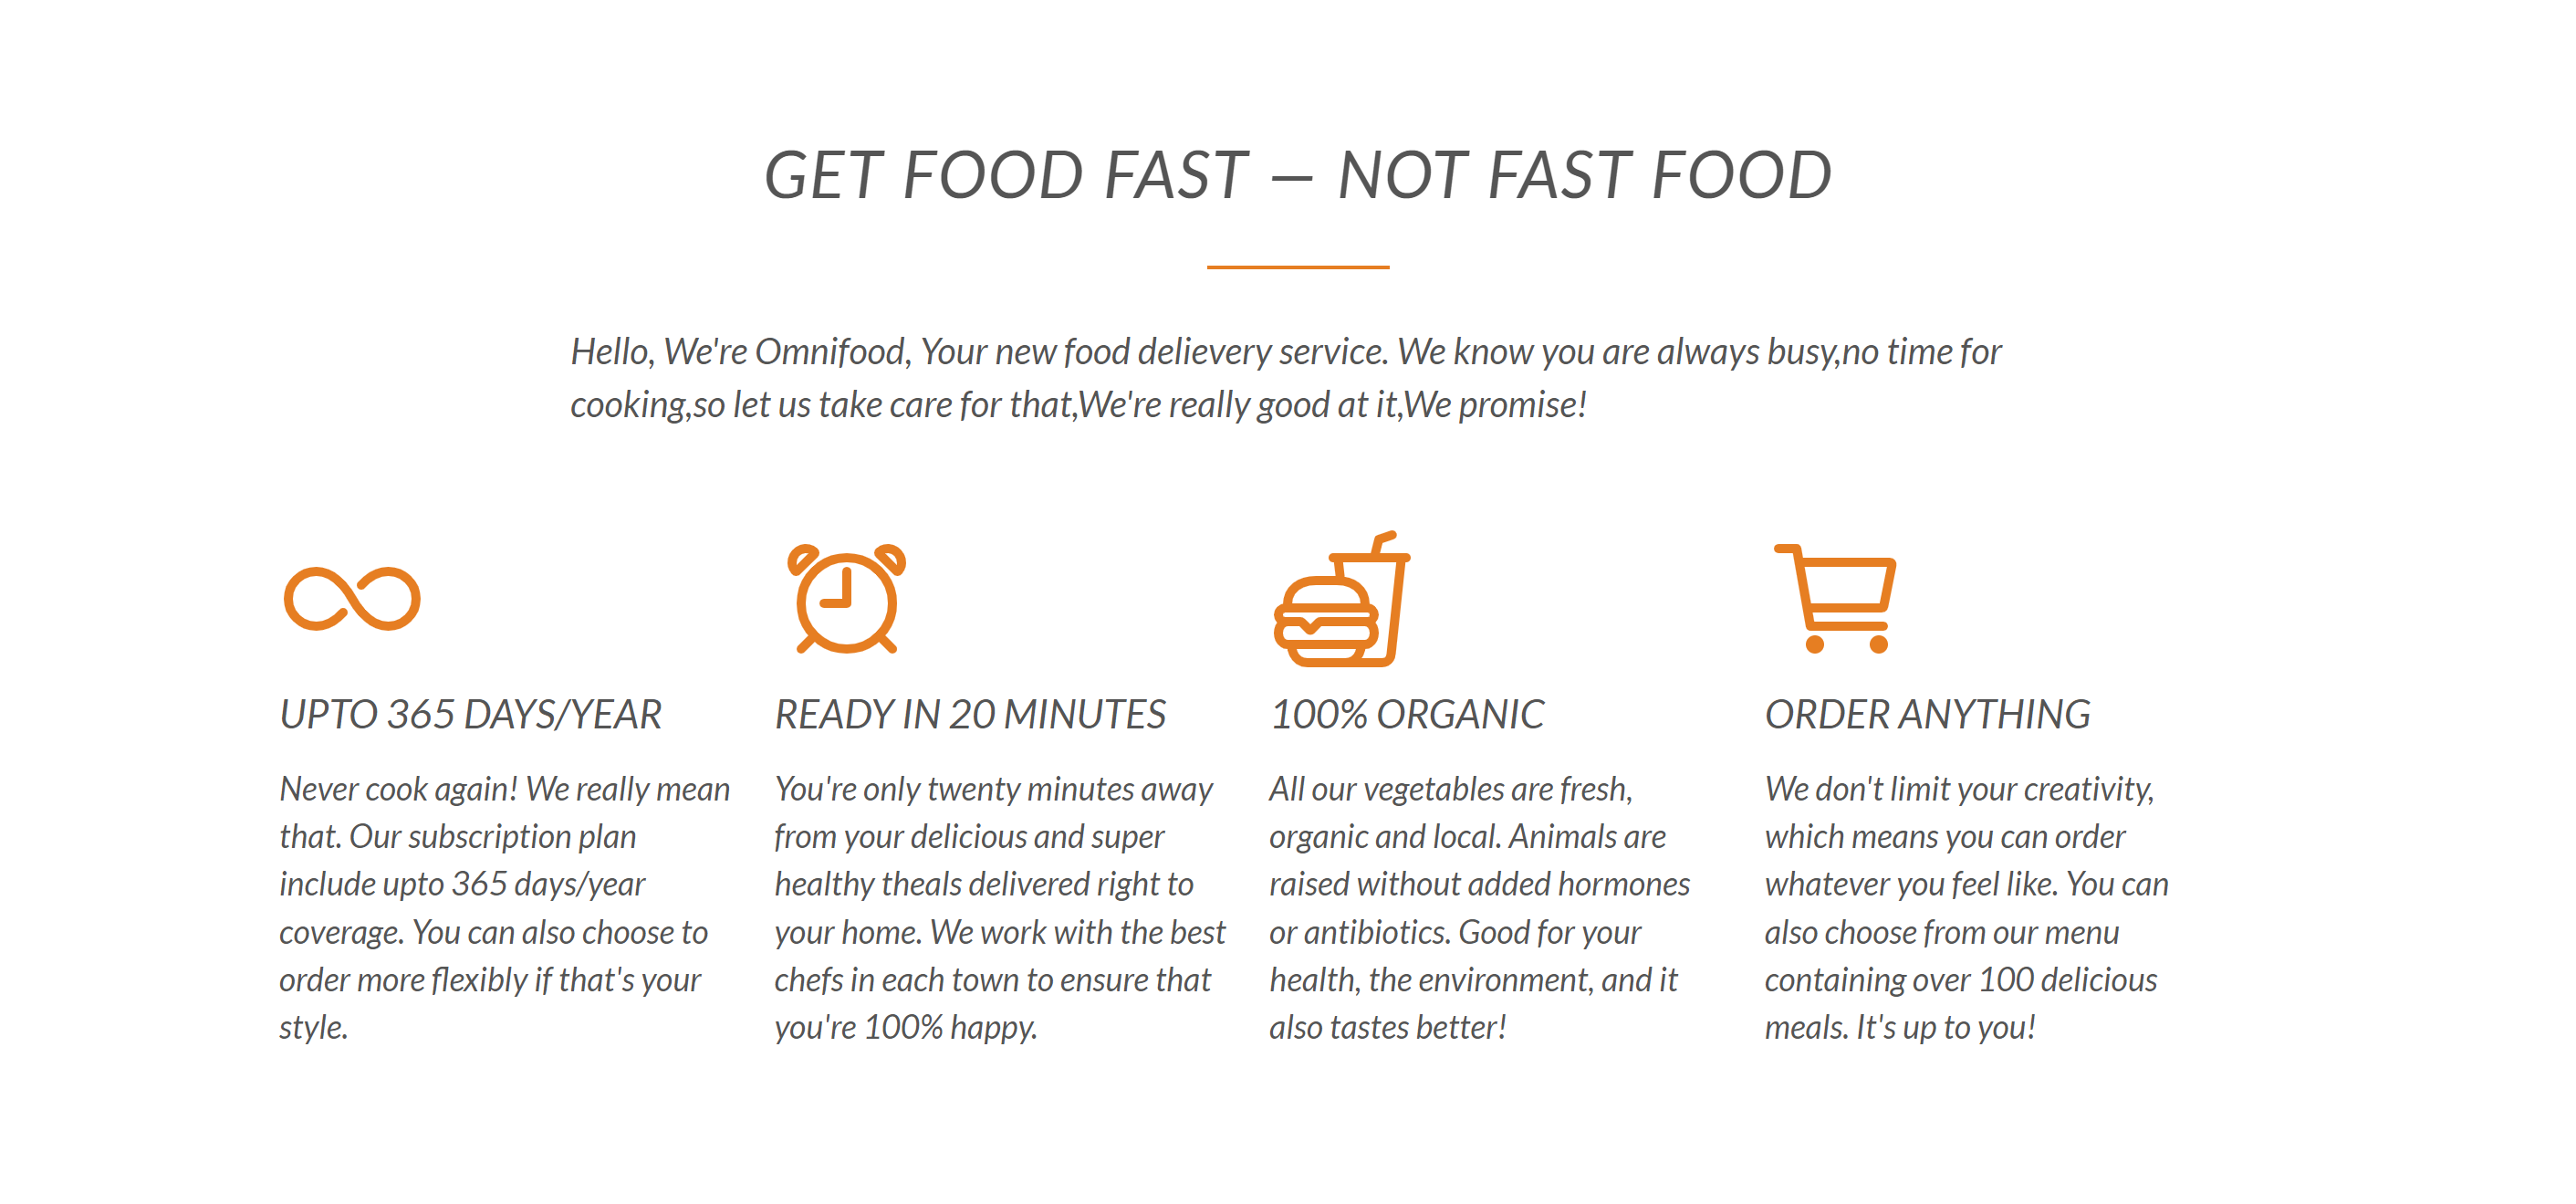 GET FOOD FAST — NOT FAST FOOD
Hello, We're Omnifood, Your new food delievery service. We know you are always busy,no time for
cooking,so let us take care for that,We're really good at it,We promise!
UPTO 365 DAYS/YEAR
Never cook again! We really mean
that. Our subscription plan
include upto 365 days/year
coverage. You can also choose to
order more flexibly if that's your
style.
READY IN 20 MINUTES
You're only twenty minutes away
from your delicious and super
healthy theals delivered right to
your home. We work with the best
chefs in each town to ensure that
you're 100% happy.
100% ORGANIC
All our vegetables are fresh,
organic and local. Animals are
raised without added hormones
or antibiotics. Good for your
health, the environment, and it
also tastes better!
ORDER ANYTHING
We don't limit your creativity,
which means you can order
whatever you feel like. You can
also choose from our menu
containing over 100 delicious
meals. It's up to you!